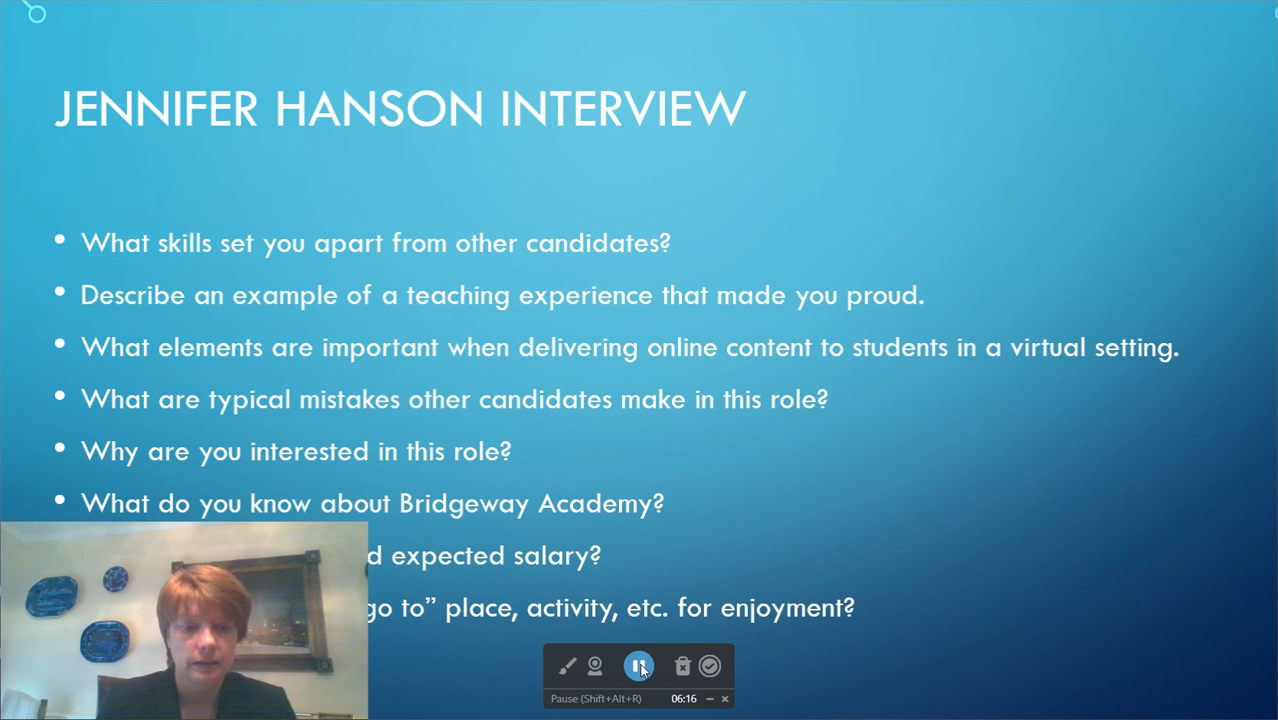 JENNIFER HANSON INTERVIEW
• What skills set you apart from other candidates?
• Describe an example of a teaching experience that made you proud.
• What elements are important when delivering online content to students in a virtual setting.
• What are typical mistakes other candidates make in this role?
• Why are you interested in this role?
• What do you know about Bridgeway Academy?
d expected salary?
go to” place, activity, etc. for enjoyment?
Pause (Shift+Alt+R) 06:16